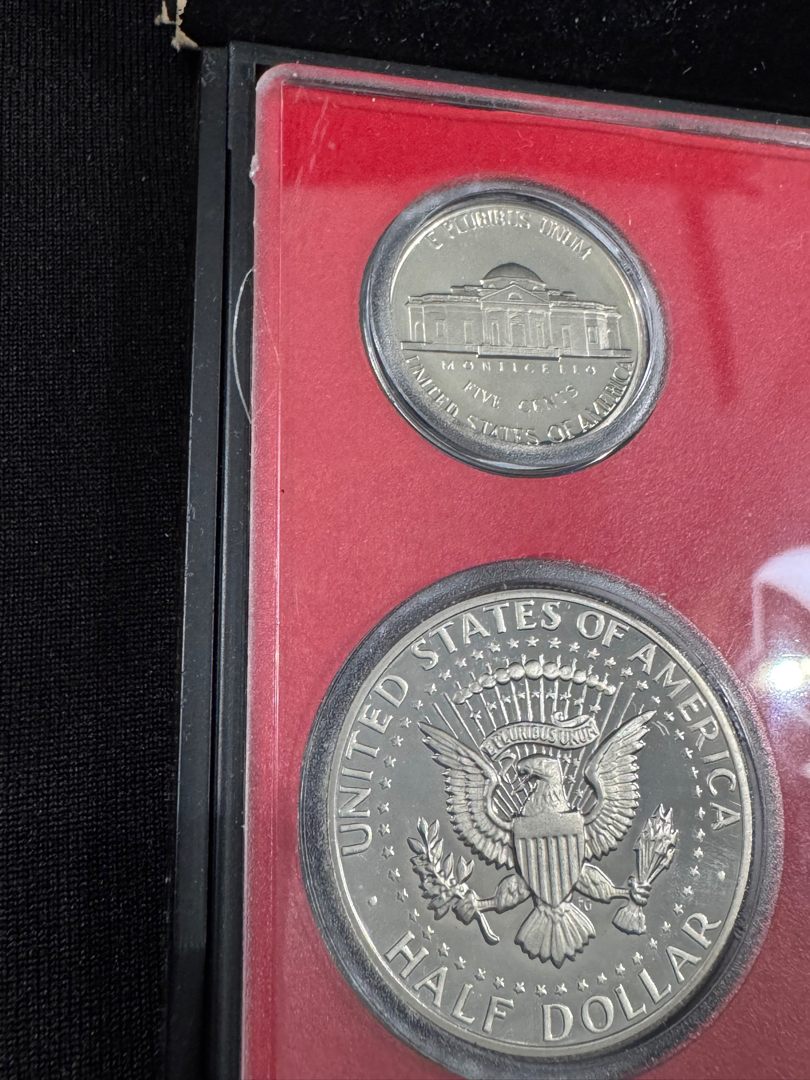 E PLURIBUS UNUM
MONTICELLO
FIVE CENTS
UNITED STATES OF AMERICA
UNITED STATES OF AMERICA
E PLURIBUS UNUM
HALF DOLLAR